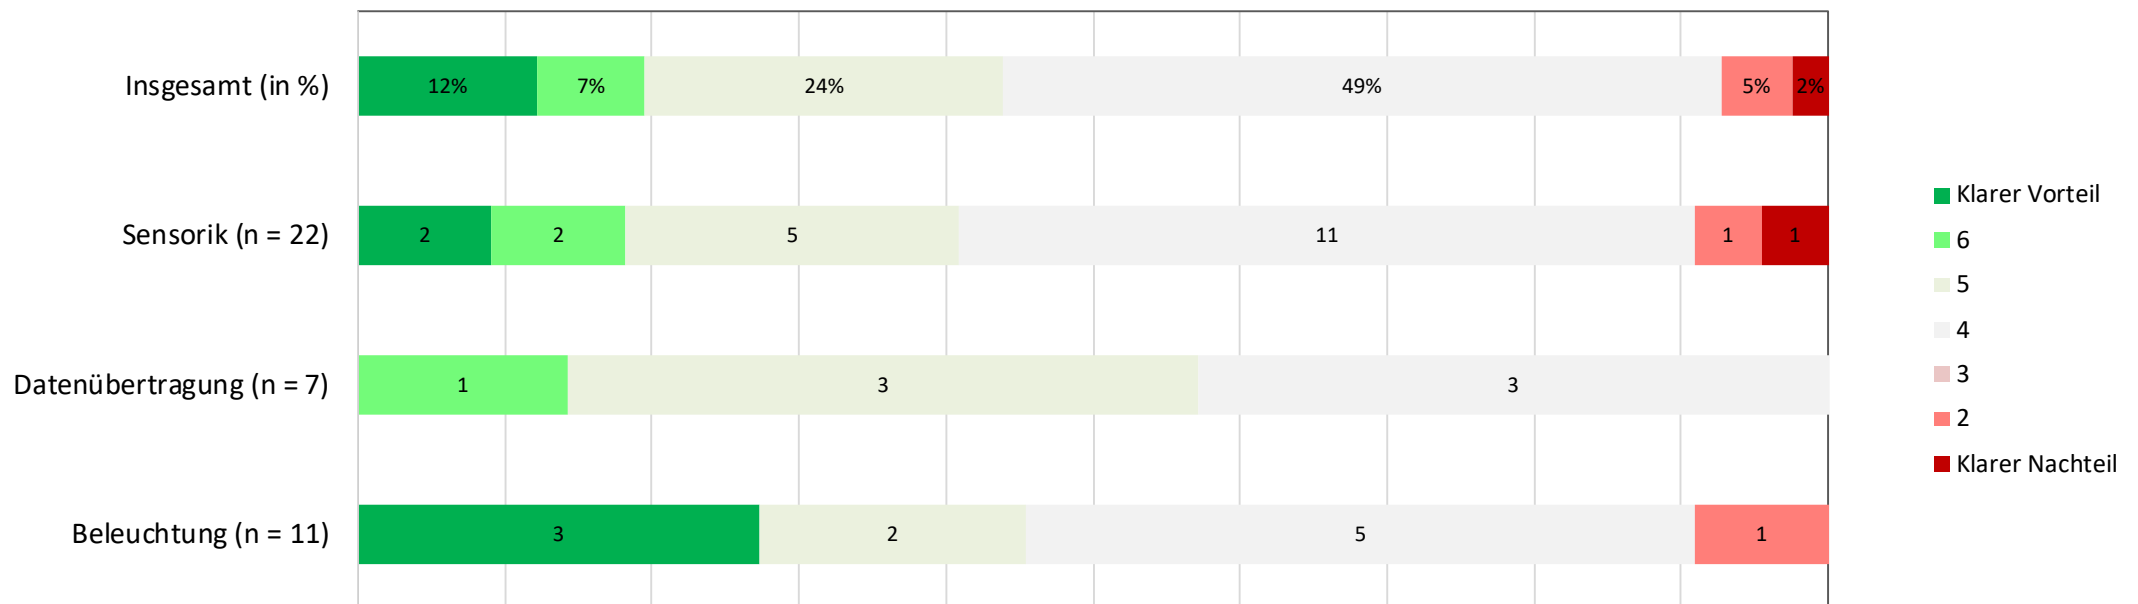 Insgesamt (in %) 12% 7% 24% 49% 5% 2%
Sensorik (n = 22) 2 2 5 11 1 1
Datenübertragung (n = 7) 1 3 3
Beleuchtung (n = 11) 3 2 5 1
Klarer Vorteil
6
5
4
3
2
Klarer Nachteil